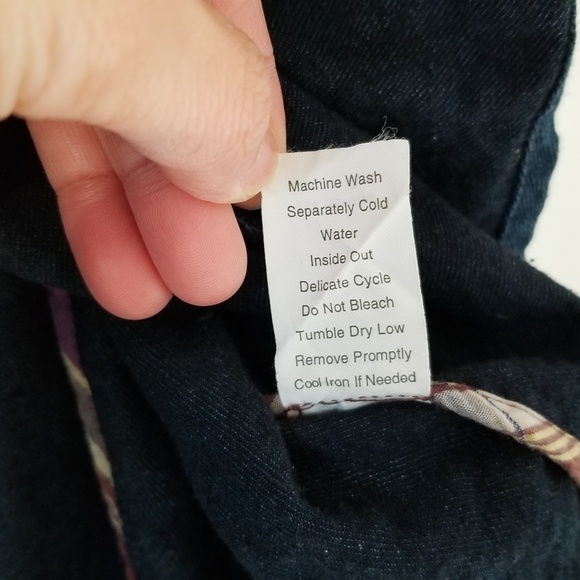 Machine Wash
Separately Cold
Water
Inside Out
Delicate Cycle
Do Not Bleach
Tumble Dry Low
Remove Promptly
Cool Iron If Needed